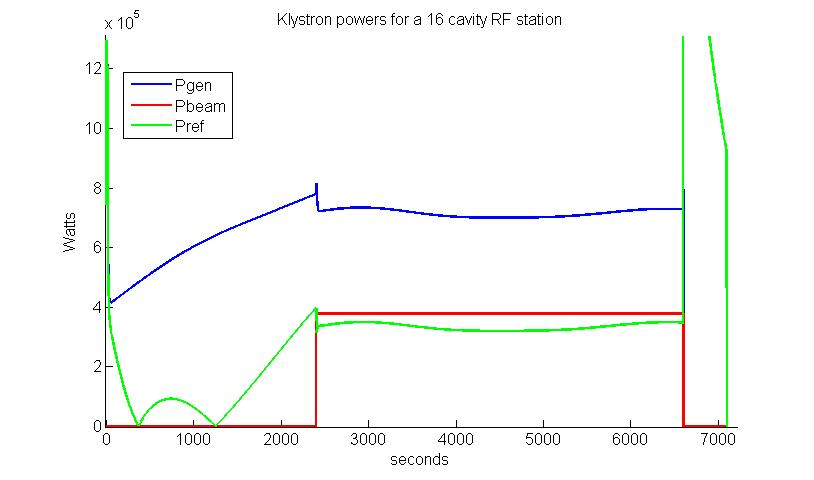 Klystron powers for a 16 cavity RF station
x 10^5
12
10
8
6
4
2
0
Watts
Pgen
Pbeam
Pref
0 1000 2000 3000 4000 5000 6000 7000
seconds